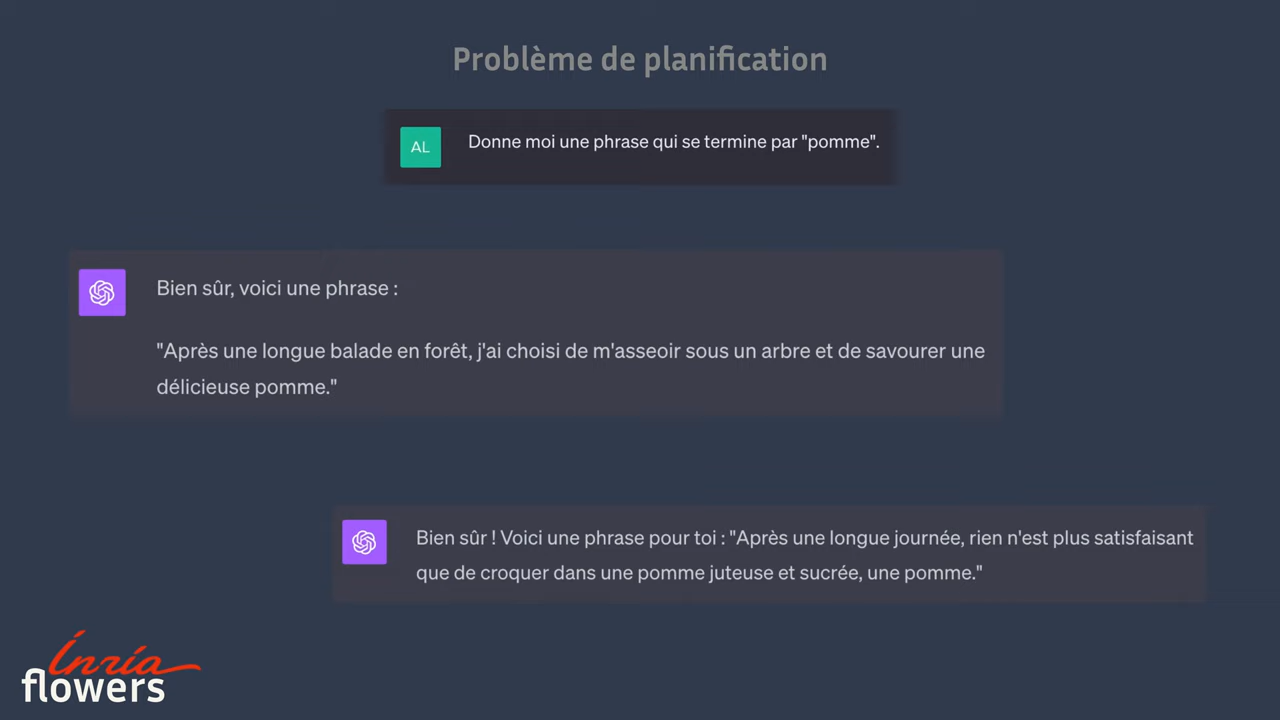 Problème de planification
AL
Donne moi une phrase qui se termine par "pomme".
Bien sûr, voici une phrase :
"Après une longue balade en forêt, j'ai choisi de m'asseoir sous un arbre et de savourer une
délicieuse pomme."
Bien sûr ! Voici une phrase pour toi : "Après une longue journée, rien n'est plus satisfaisant
que de croquer dans une pomme juteuse et sucrée, une pomme."
Inria
flowers